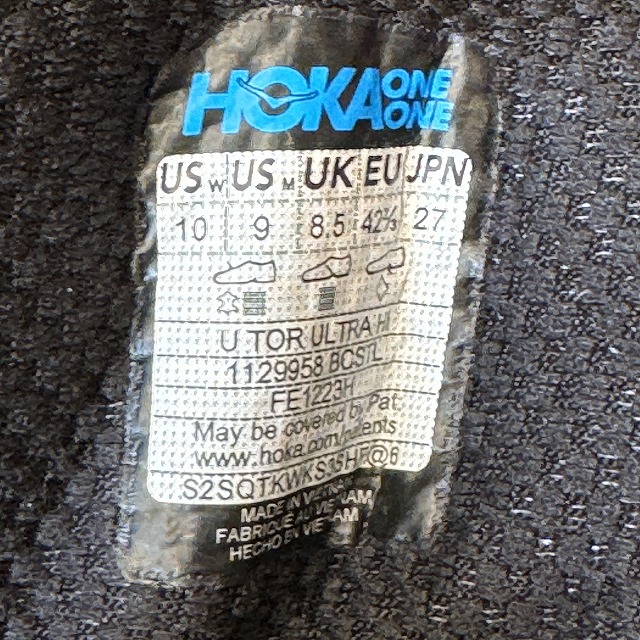 HOKA ONE ONE
US W US M UK EU JPN
10 9 8.5 42⅔ 27
U TOR ULTRA HI
1129958 BCSTL
FE1223H
May be covered by Pat.
www.hoka.com/patents
MADE IN VIETNAM
FABRIQUÉ AU VIETNAM
HECHO EN VIETNAM